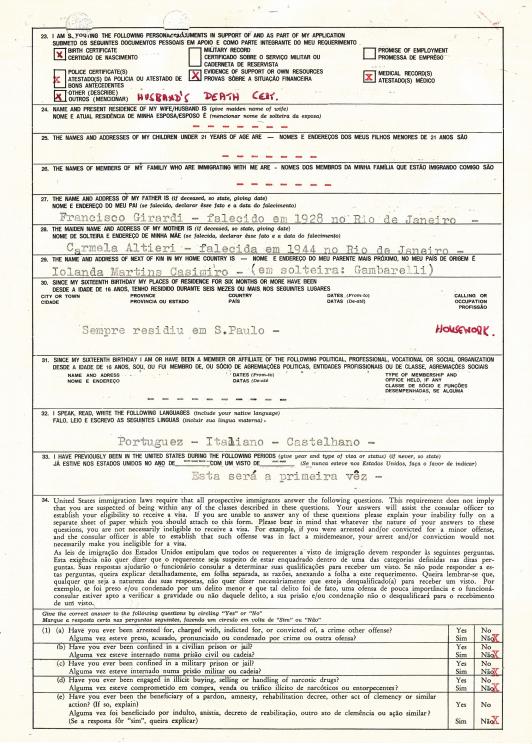 23. I AM SUBMITTING THE FOLLOWING PERSONAL DOCUMENTS IN SUPPORT OF AND AS PART OF MY APPLICATION
SUBMETO OS SEGUINTES DOCUMENTOS PESSOAIS EM APOIO E COMO PARTE INTEGRANTE DO MEU REQUERIMENTO.
X BIRTH CERTIFICATE
CERTIDÃO DE NASCIMENTO
MILITARY RECORD
CERTIFICADO SOBRE O SERVIÇO MILITAR OU
CADERNETA DE RESERVISTA
PROMISE OF EMPLOYMENT
PROMESSA DE EMPRÊGO
X POLICE CERTIFICATE(S)
ATESTADO(S) DA POLICIA OU ATESTADO DE
BONS ANTECEDENTES
X EVIDENCE OF SUPPORT OR OWN RESOURCES
PROVAS SOBRE A SITUAÇÃO FINANCEIRA
X MEDICAL RECORD(S)
ATESTADO(S) MÉDICO
X OTHER (DESCRIBE)
OUTROS (MENCIONAR) HUSBAND'S DEATH CERT.
24. NAME AND PRESENT RESIDENCE OF MY WIFE/HUSBAND IS (give maiden name of wife)
NOME E ATUAL RESIDÊNCIA DE MINHA ESPOSA/ESPOSO É (mencionar nome de solteira da esposa)
- - - - - -
25. THE NAMES AND ADDRESSES OF MY CHILDREN UNDER 21 YEARS OF AGE ARE — NOMES E ENDEREÇOS DOS MEUS FILHOS MENORES DE 21 ANOS SÃO
- - - - - -
26. THE NAMES OF MEMBERS OF MY FAMILIY WHO ARE IMMIGRATING WITH ME ARE - NOMES DOS MEMBROS DA MINHA FAMÍLIA QUE ESTÃO IMIGRANDO COMIGO SÃO
- - - - - -
27. THE NAME AND ADDRESS OF MY FATHER IS (if deceased, so state, giving date)
NOME E ENDEREÇO DO MEU PAI (se falecido, declarar êsse fato e a data do falecimento)
Francisco Girardi - falecido em 1928 no Rio de Janeiro -
28. THE MAIDEN NAME AND ADDRESS OF MY MOTHER IS (if deceased, so state, giving date)
NOME DE SOLTEIRA E ENDEREÇO DE MINHA MÃE (se falecida, declarar êsse fato e a data do falecimento)
Carmela Altieri - falecida em 1944 no Rio de Janeiro -
29. THE NAME AND ADDRESS OF NEXT OF KIN IN MY HOME COUNTRY IS — NOME E ENDEREÇO DO MEU PARENTE MAIS PRÓXIMO, NO MEU PAÍS DE ORIGEM É
Iolanda Martins Casimiro - (em solteira: Gambarelli)
30. SINCE MY SIXTEENTH BIRTHDAY MY PLACES OF RESIDENCE FOR SIX MONTHS OR MORE HAVE BEEN
DESDE A IDADE DE 16 ANOS, TENHO RESIDIDO DURANTE SEIS MEZES OU MAIS NOS SEGUINTES LUGARES
CITY OR TOWN PROVINCE COUNTRY DATES (From-to) CALLING OR
CIDADE PROVINCIA OU ESTADO PAÍS DATAS (De-até) OCCUPATION
PROFISSÃO
Sempre residiu em S.Paulo - HOUSEWORK.
31. SINCE MY SIXTEENTH BIRTHDAY I AM OR HAVE BEEN A MEMBER OR AFFILIATE OF THE FOLLOWING POLITICAL, PROFESSIONAL, VOCATIONAL OR SOCIAL ORGANIZATION
DESDE A IDADE DE 16 ANOS, SOU, OU FUI MEMBRO DE, OU SÓCIO DE AGREMIAÇÕES POLITICAS, ENTIDADES PROFISSIONAIS OU DE CLASSE, AGREMIAÇÕES SOCIAIS
NAME AND ADRESS DATES (From-to) TYPE OF MEMBERSHIP AND
NOME E ENDEREÇO DATAS (De-até OFFICE HELD, IF ANY
CLASSE DE SÓCIO E FUNÇÕES
DESEMPENHADAS, SE ALGUMA
- - - - - - -
32. I SPEAK, READ, WRITE THE FOLLOWING LANGUAGES (include your native language)
FALO, LEIO E ESCREVO AS SEGUINTES LINGUAS (incluir sua língua materna).
Portuguez - Italiano - Castelhano -
33. I HAVE PREVIOUSLY BEEN IN THE UNITED STATES DURING THE FOLLOWING PERIODS (give year and type of visa or status) (if never, so state)
JÁ ESTIVE NOS ESTADOS UNIDOS NO ANO DE ----- COM UM VISTO DE --- (Se nunca esteve nos Estados Unidos, faça o favor de indicar)
Esta será a primeira vêz -
34. United States immigration laws require that all prospective immigrants answer the following questions. This requirement does not imply
that you are suspected of being within any of the classes described in these questions. Your answers will assist the consular officer to
establish your eligibility to receive a visa. If you are unable to answer any of these questions please explain your inability fully on a
separate sheet of paper which you should attach to this form. Please bear in mind that whatever the nature of your answers to these
questions, you are not necessarily ineligible to receive a visa. For example, if you were arrested and/or convicted for a minor offense,
and the consular officer is able to establish that such offense was in fact a misdemeanor, your arrest and/or conviction would not
necessarily make you ineligible for a visa.
As leis de imigração dos Estados Unidos estipulam que todos os requerentes a visto de imigração devem responder às seguintes perguntas.
Esta exigência não quer dizer que o requerente seja suspeito de estar enquadrado dentro de uma das categorias definidas nas ditas per-
guntas. Suas respostas ajudarão o funcionário consular a determinar suas qualificações para receber um visto. Se não pode responder a es-
tas perguntas, queira explicar detalhadamente, em folha separada, as razões, anexando a folha a este requerimento. Queira lembrar-se que,
qualquer que seja a natureza das suas respostas, não quer dizer necessariamente que esteja desqualificado(a) para receber um visto. Por
exemplo, se foi preso e/ou condenado por um delito menor e que tal delito foi de fato, uma ofensa de pouca importância e o funcioná-
consular estiver apto a verificar a gravidade ou não daquele delito, a sua prisão e/ou condenação não o desqualificará para o recebimento
de um visto.
Give the correct answer to the following questions by circling "Yes" or "No"
Marque a resposta certa nas perguntas seguintes, fazendo um circulo em volta de "Sim" ou "Não"
(1) (a) Have you ever been arrested for, charged with, indicted for, or convicted of, a crime other offense? Yes No
Alguma vez esteve preso, acusado, pronunciado ou condenado por crime ou outra ofensa? Sim Não X
(b) Have you ever been confined in a civilian prison or jail? Yes No
Alguma vez esteve internado numa prisão civil ou cadeia? Sim Não X
(c) Have you ever been confined in a military prison or jail? Yes No
Alguma vez esteve internado numa prisão militar ou cadeia? Sim Não X
(d) Have you ever been engaged in illicit buying, selling or handling of narcotic drugs? Yes No
Alguma vez esteve comprometido em compra, venda ou tráfico ilícito de narcóticos ou entorpecentes? Sim Não X
(e) Have you ever been the beneficiary of a pardon, amnesty, rehabilitation decree, other act of clemency or similar
action? (If so, explain) Yes No
Alguma vez foi beneficiado por indulto, anistia, decreto de reabilitação, outro ato de clemência ou ação similar?
(Se a resposta fôr "sim", queira explicar) Sim Não X